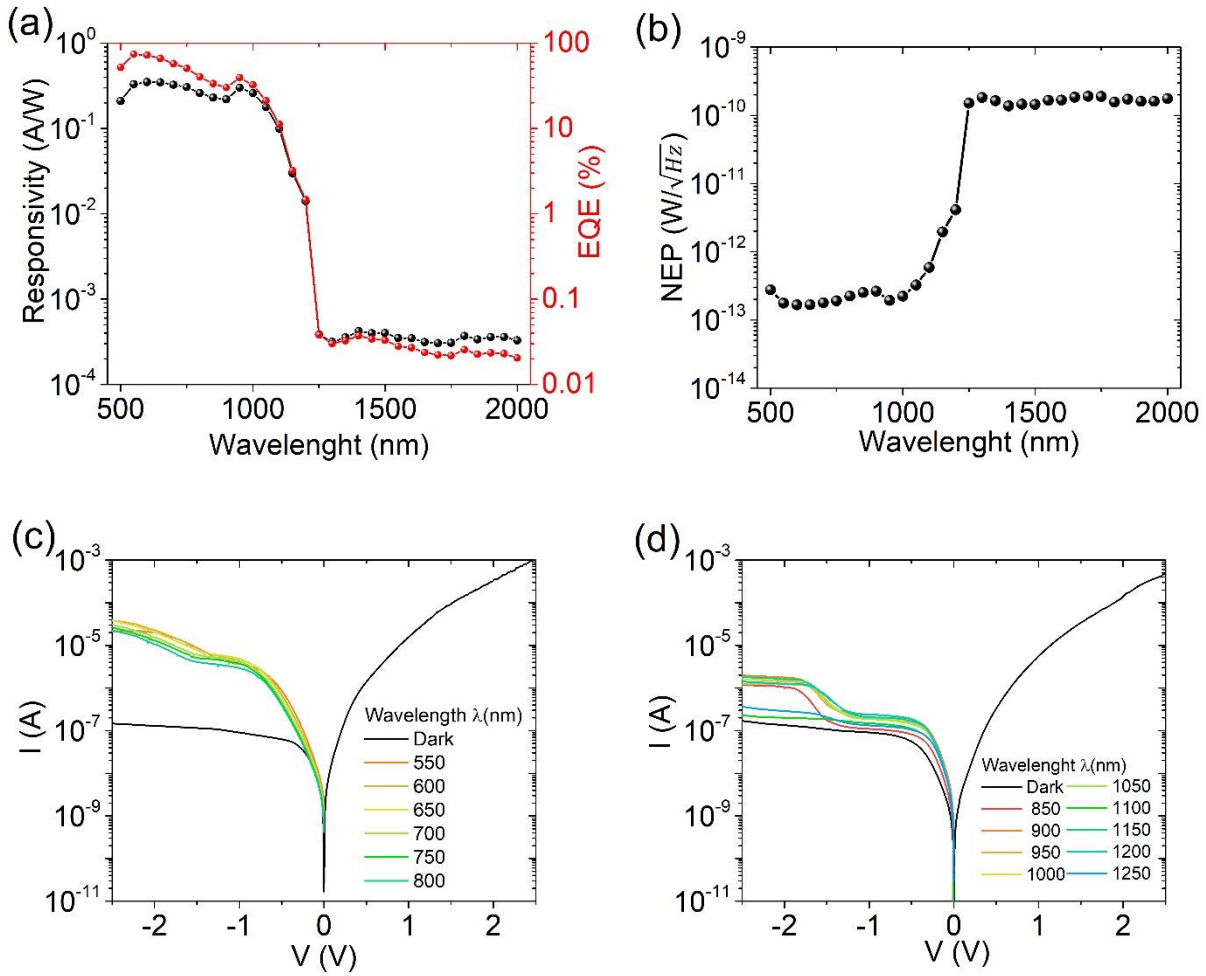 (a)
10^0
10^-1
10^-2
10^-3
10^-4
Responsivity (A/W)
100
10
1
0.1
0.01
EQE (%)
500 1000 1500 2000
Wavelenght (nm)
(b)
10^-9
10^-10
10^-11
10^-12
10^-13
10^-14
NEP (W/√Hz)
500 1000 1500 2000
Wavelenght (nm)
(c)
10^-3
10^-5
10^-7
10^-9
10^-11
I (A)
Wavelength λ(nm)
Dark
550
600
650
700
750
800
-2 -1 0 1 2
V (V)
(d)
10^-3
10^-5
10^-7
10^-9
10^-11
I (A)
Wavelenght λ(nm)
Dark 1050
850 1100
900 1150
950 1200
1000 1250
-2 -1 0 1 2
V (V)